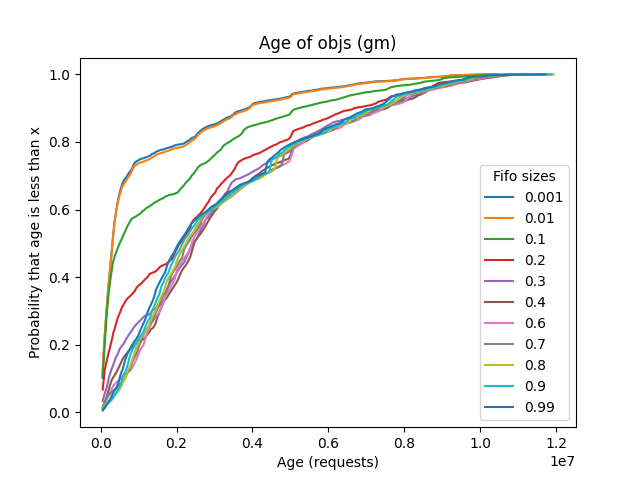 Age of objs (gm)
Probability that age is less than x
1.0
0.8
0.6
0.4
0.2
0.0
Fifo sizes
0.001
0.01
0.1
0.2
0.3
0.4
0.6
0.7
0.8
0.9
0.99
0.0 0.2 0.4 0.6 0.8 1.0 1.2
1e7
Age (requests)